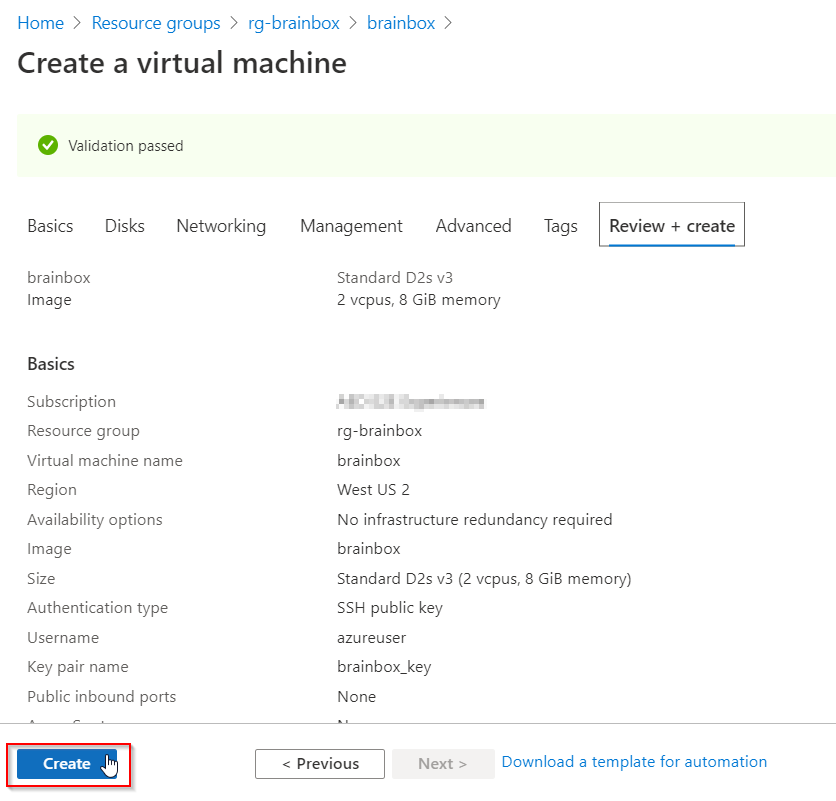 Home > Resource groups > rg-brainbox > brainbox >
Create a virtual machine
Validation passed
Basics Disks Networking Management Advanced Tags Review + create
brainbox Standard D2s v3
Image 2 vcpus, 8 GiB memory
Basics
Subscription
Resource group rg-brainbox
Virtual machine name brainbox
Region West US 2
Availability options No infrastructure redundancy required
Image brainbox
Size Standard D2s v3 (2 vcpus, 8 GiB memory)
Authentication type SSH public key
Username azureuser
Key pair name brainbox_key
Public inbound ports None
Create < Previous Next > Download a template for automation